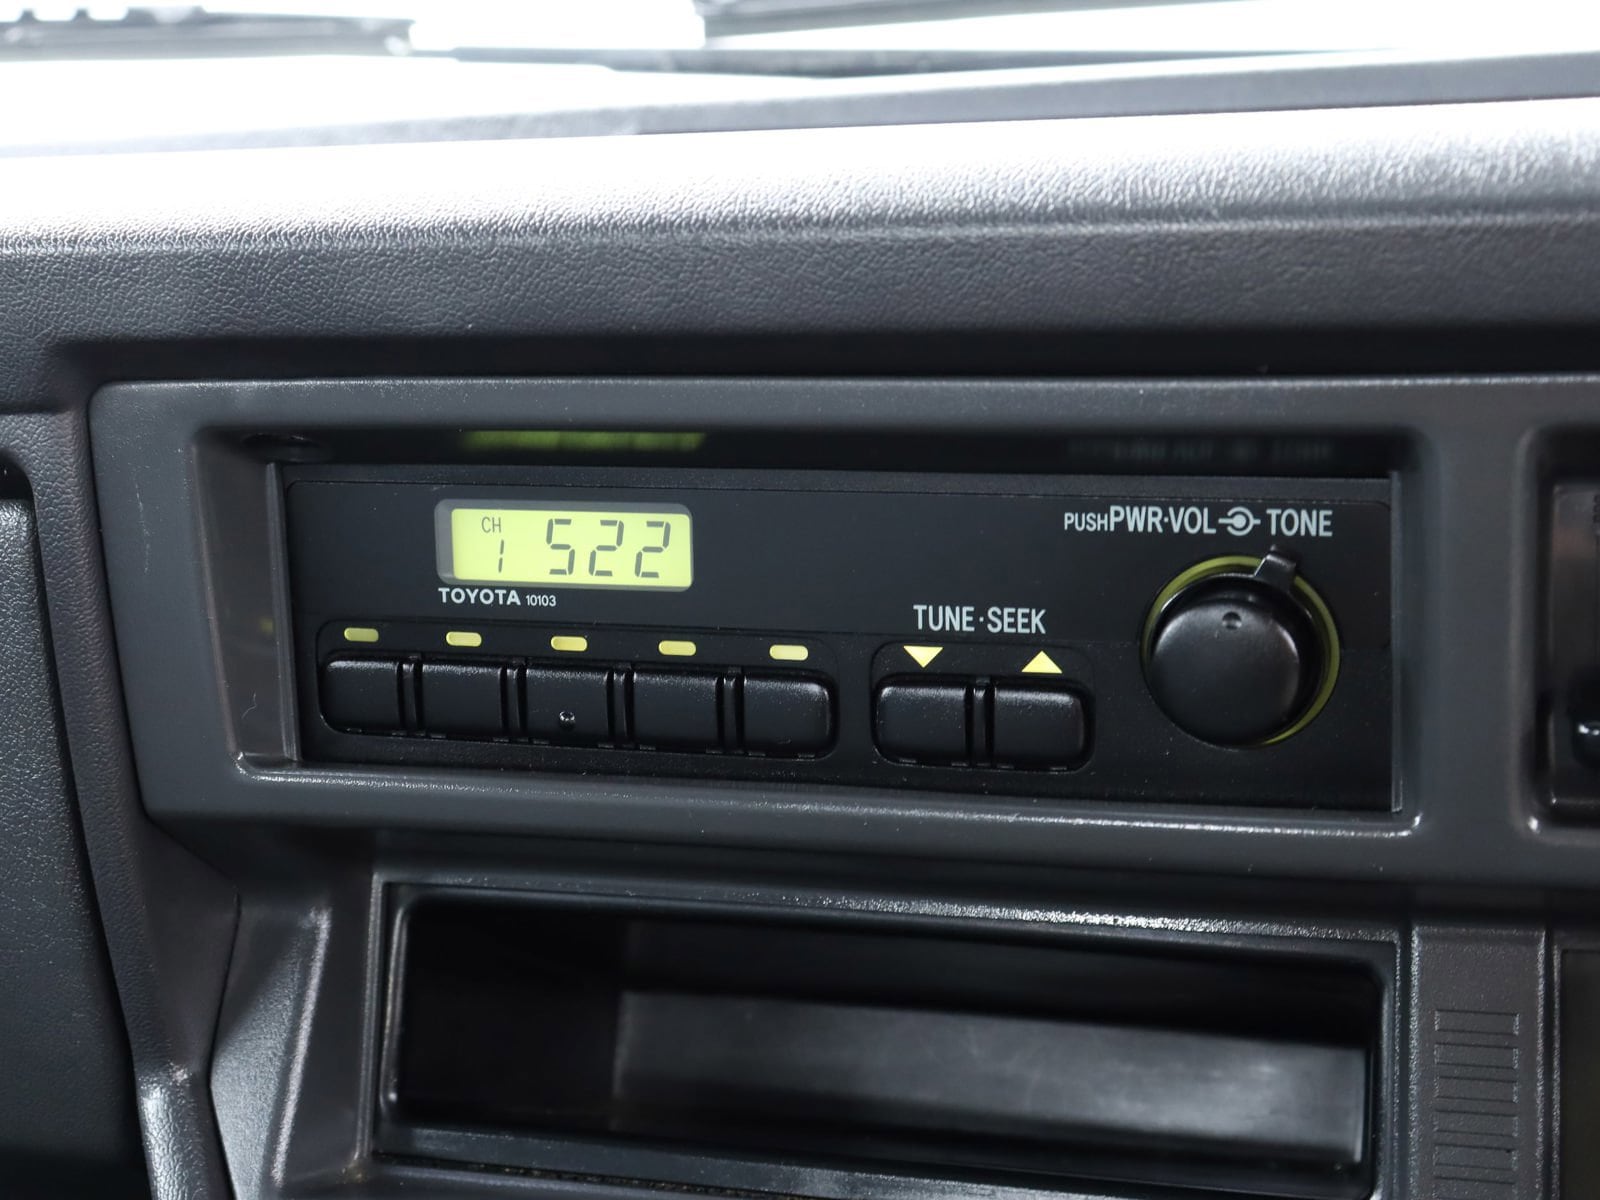 CH
1 522
PUSH PWR·VOL TONE
TOYOTA 10103
TUNE·SEEK